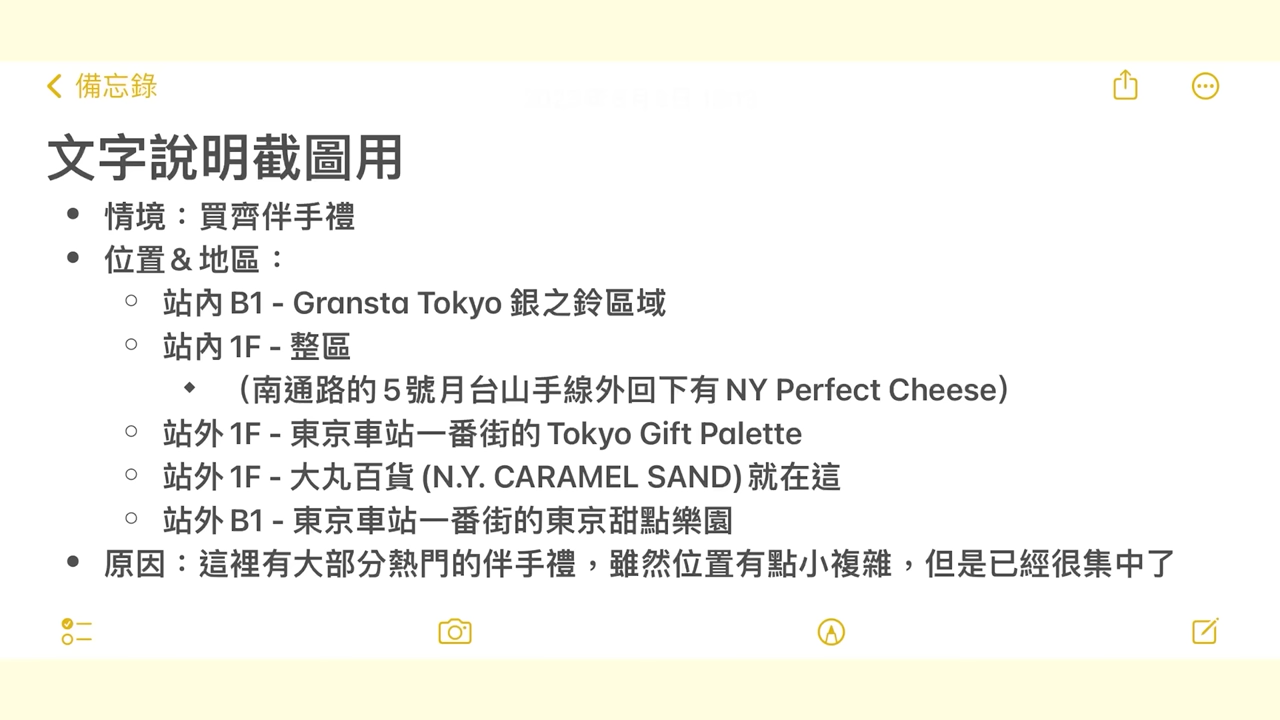 備忘錄
文字說明截圖用
• 情境：買齊伴手禮
• 位置＆地區：
○ 站內 B1 - Gransta Tokyo 銀之鈴區域
○ 站內 1F - 整區
◆ （南通路的 5 號月台山手線外回下有 NY Perfect Cheese）
○ 站外 1F - 東京車站一番街的 Tokyo Gift Palette
○ 站外 1F - 大丸百貨 (N.Y. CARAMEL SAND) 就在這
○ 站外 B1 - 東京車站一番街的東京甜點樂園
• 原因：這裡有大部分熱門的伴手禮，雖然位置有點小複雜，但是已經很集中了